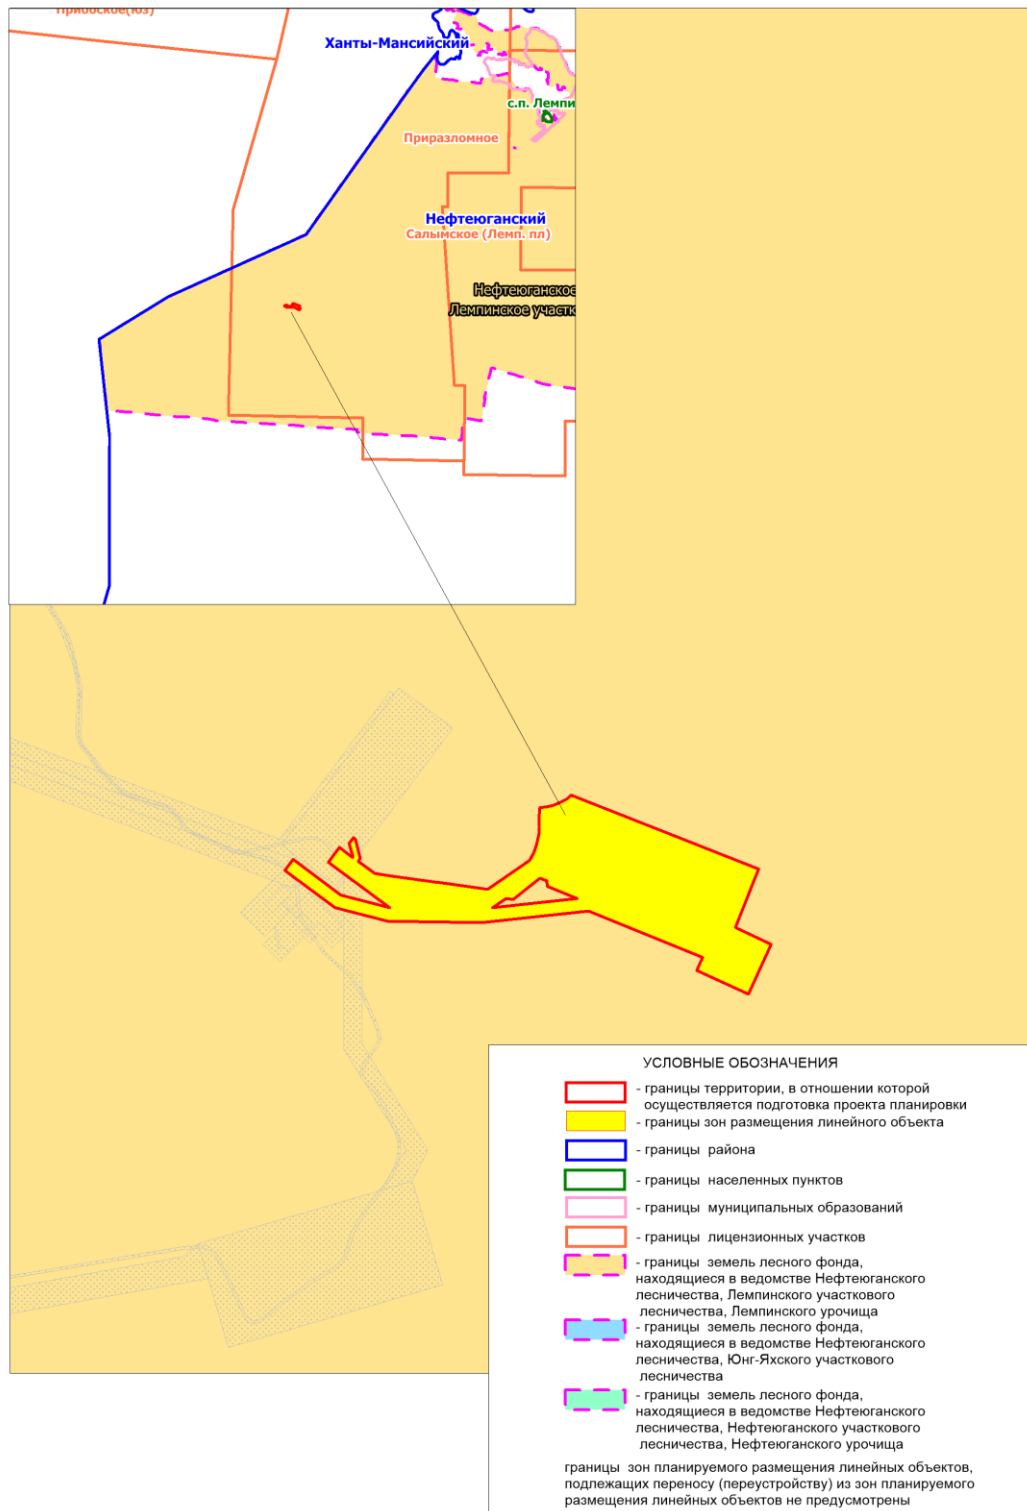 Приобское(юз)
Ханты-Мансийский
с.п. Лемпи
Приразломное
Нефтеюганский
Салымское (Лемп. пл)
Нефтеюганское
Лемпинское участк
УСЛОВНЫЕ ОБОЗНАЧЕНИЯ
- границы территории, в отношении которой
осуществляется подготовка проекта планировки
- границы зон размещения линейного объекта
- границы района
- границы населенных пунктов
- границы муниципальных образований
- границы лицензионных участков
- границы земель лесного фонда,
находящиеся в ведомстве Нефтеюганского
лесничества, Лемпинского участкового
лесничества, Лемпинского урочища
- границы земель лесного фонда,
находящиеся в ведомстве Нефтеюганского
лесничества, Юнг-Яхского участкового
лесничества
- границы земель лесного фонда,
находящиеся в ведомстве Нефтеюганского
лесничества, Нефтеюганского участкового
лесничества, Нефтеюганского урочища
границы зон планируемого размещения линейных объектов,
подлежащих переносу (переустройству) из зон планируемого
размещения линейных объектов не предусмотрены